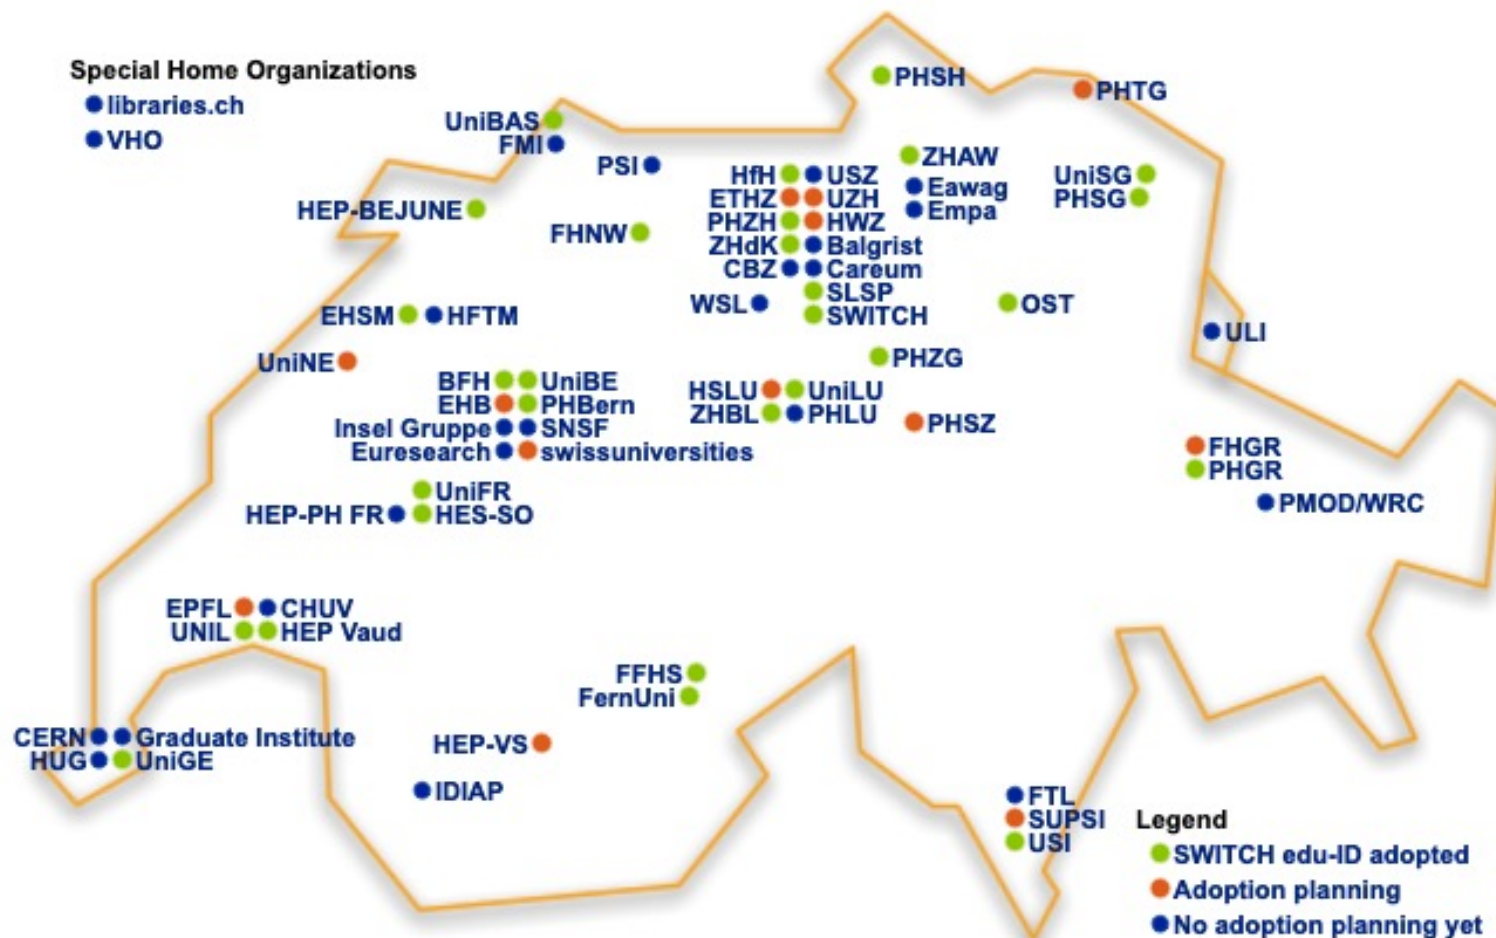 Special Home Organizations
libraries.ch
VHO
PHSH
PHTG
UniBAS
FMI
PSI
ZHAW
HfH USZ
UniSG
ETHZ UZH
Eawag
PHSG
HEP-BEJUNE
PHZH HWZ
Empa
FHNW
ZHdK Balgrist
CBZ Careum
SLSP
WSL
OST
EHSM HFTM
SWITCH
ULI
UniNE
PHZG
BFH UniBE
HSLU UniLU
EHB PHBern
ZHBL PHLU
PHSZ
Insel Gruppe SNSF
Euresearch swissuniversities
FHGR
PHGR
UniFR
PMOD/WRC
HEP-PH FR HES-SO
EPFL CHUV
UNIL HEP Vaud
FFHS
FernUni
CERN Graduate Institute
HEP-VS
HUG UniGE
IDIAP
FTL
SUPSI
USI
Legend
SWITCH edu-ID adopted
Adoption planning
No adoption planning yet